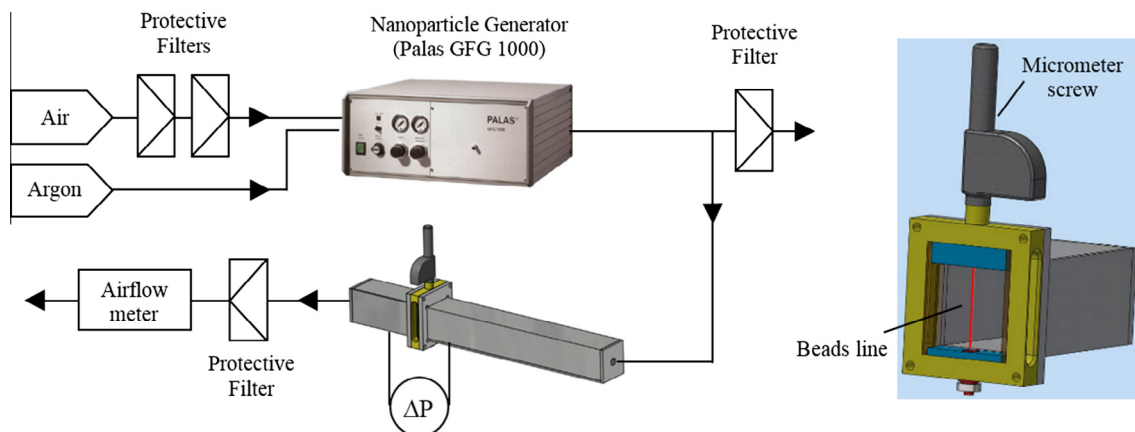 Protective
Filters
Nanoparticle Generator
(Palas GFG 1000)
Protective
Filter
Micrometer
screw
Air
PALAS
Argon
Airflow
meter
Protective
Filter
ΔP
Beads line